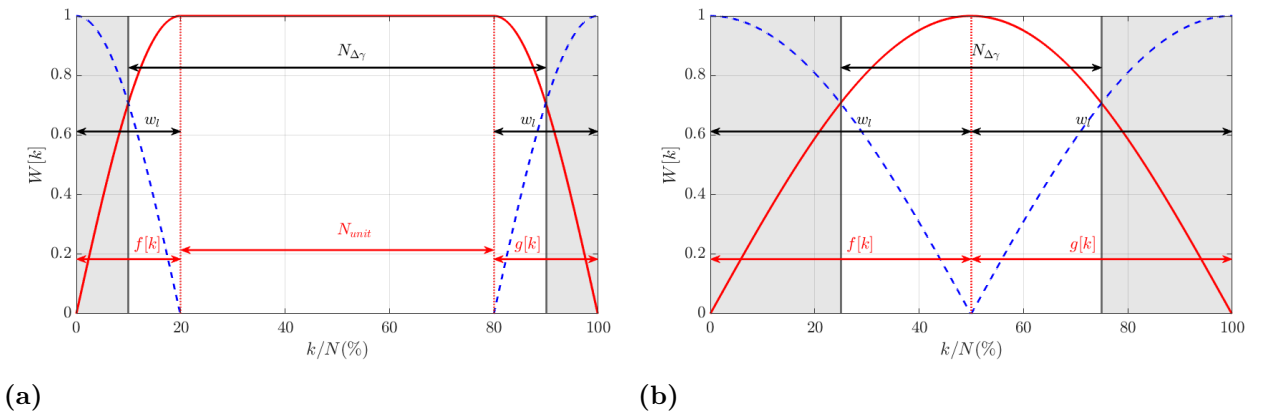 1
0.8
0.6
0.4
0.2
0
W[k]
N_{Δγ}
w_l
w_l
N_{unit}
f[k]
g[k]
0 20 40 60 80 100
k/N(%)
(a)
1
0.8
0.6
0.4
0.2
0
W[k]
N_{Δγ}
w_l
w_l
f[k]
g[k]
0 20 40 60 80 100
k/N(%)
(b)